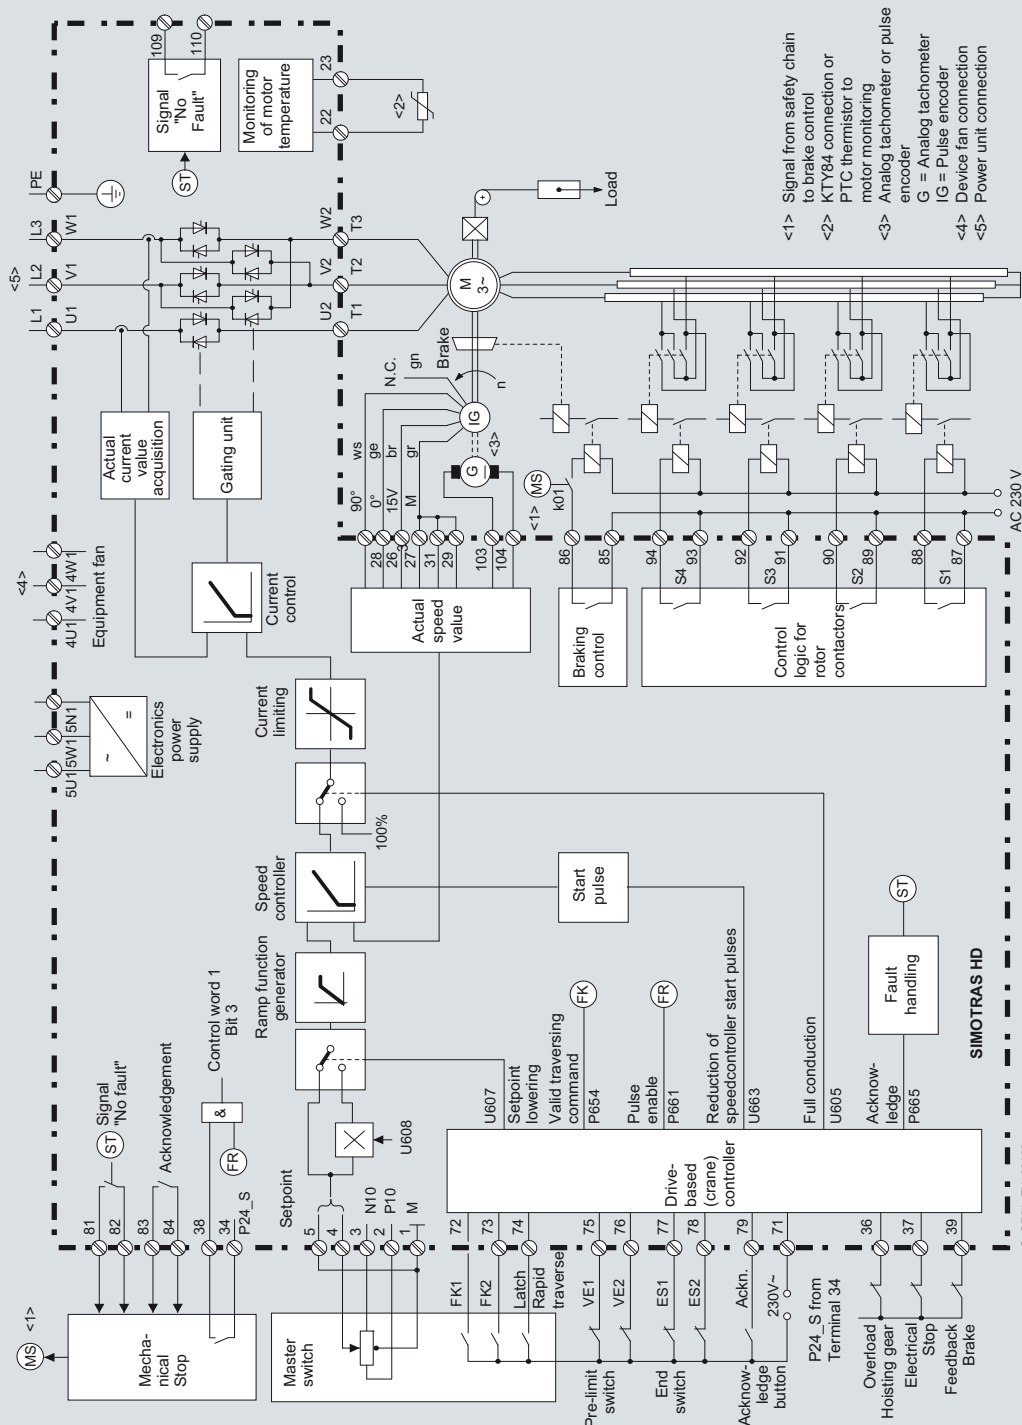 MS
<1>
Mecha-
nical
Stop
81
82
83
84
38
34
P24_S
ST
Signal
"No fault"
Acknowledgement
&
FR
Control word 1
Bit 3
5U1
5W1
5N1
~
=
Electronics
power
supply
<4>
4U1
4V1
4W1
Equipment fan
<5>
L1
L2
L3
PE
U1
V1
W1
109
110
Signal
"No
Fault"
ST
Monitoring
of motor
temperature
22
23
<2>
Actual
current
value
acquisition
Gating unit
U2
V2
W2
T1
T2
T3
Setpoint
5
4
3
2
1
N10
P10
M
U608
Ramp function
generator
Speed
controller
100%
Current
limiting
Current
control
Master
switch
FK1
FK2
Latch
Rapid
traverse
72
73
74
Pre-limit
switch
VE1
VE2
75
76
End
switch
ES1
ES2
77
78
Acknow-
ledge
button
Ackn.
79
230V~
71
P24_S from
Terminal 34
Overload
Hoisting gear
36
Electrical
Stop
37
Feedback
Brake
39
Drive-
based
(crane)
controller
U607
Setpoint
lowering
Valid traversing
command
P654
FK
Pulse
enable
P661
FR
Reduction of
speedcontroller start pulses
U663
Full conduction
U605
Acknow-
ledge
P665
Start
pulse
Fault
handling
ST
SIMOTRAS HD
Actual
speed
value
28
26
27
31
29
103
104
90°
0°
15V
M
ws
ge
br
gr
N.C.
gn
IG
G
<3>
n
Brake
M
3~
+
Load
Braking
control
86
85
<1>
MS
k01
Control
logic for
rotor
contactors
94
93
92
91
90
89
88
87
S4
S3
S2
S1
AC 230 V
<1> Signal from safety chain
to brake control
<2> KTY84 connection or
PTC thermistor to
motor monitoring
<3> Analog tachometer or pulse
encoder
G = Analog tachometer
IG = Pulse encoder
<4> Device fan connection
<5> Power unit connection